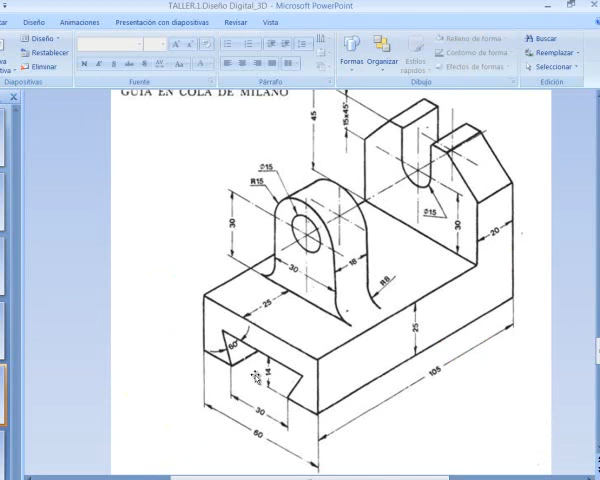 TALLER.1.Diseño Digital_3D - Microsoft PowerPoint
Diseño Animaciones Presentación con diapositivas Revisar Vista
Diseño
Restablecer
Eliminar
Diapositivas
N K S abc S AV Aa A
Fuente
Párrafo
Formas Organizar Estilos rápidos
Relleno de forma
Contorno de forma
Efectos de formas
Dibujo
Buscar
Reemplazar
Seleccionar
Edición
GUIA EN COLA DE MILANO
45
15x45°
Ø15
R15
30
Ø15
30
20
30
18
R8
25
25
60°
14
105
30
60